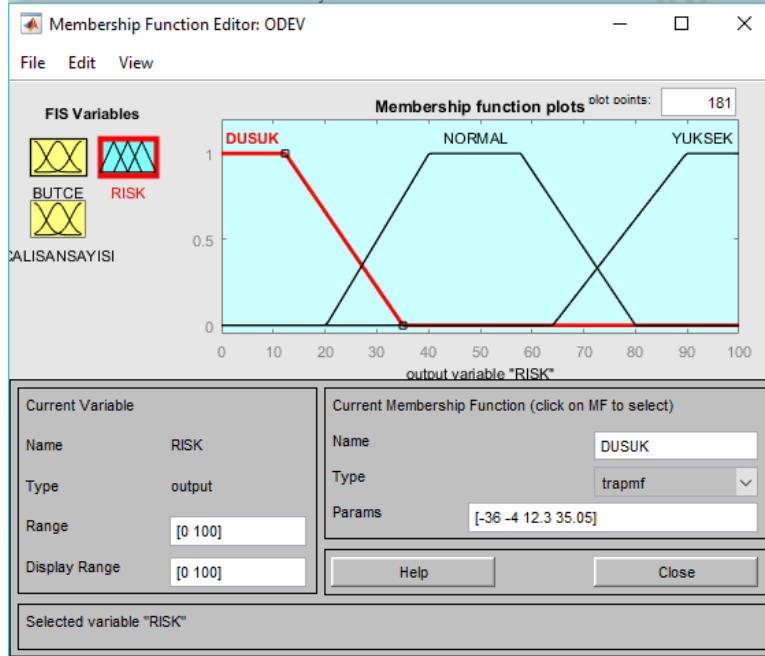 Membership Function Editor: ODEV
File Edit View
FIS Variables
BUTCE
RISK
CALISANSAYISI
Membership function plots
plot points:
181
DUSUK
NORMAL
YUKSEK
1
0.5
0
0 10 20 30 40 50 60 70 80 90 100
output variable "RISK"
Current Variable
Name RISK
Type output
Range [0 100]
Display Range [0 100]
Current Membership Function (click on MF to select)
Name DUSUK
Type trapmf
Params [-36 -4 12.3 35.05]
Help Close
Selected variable "RISK"